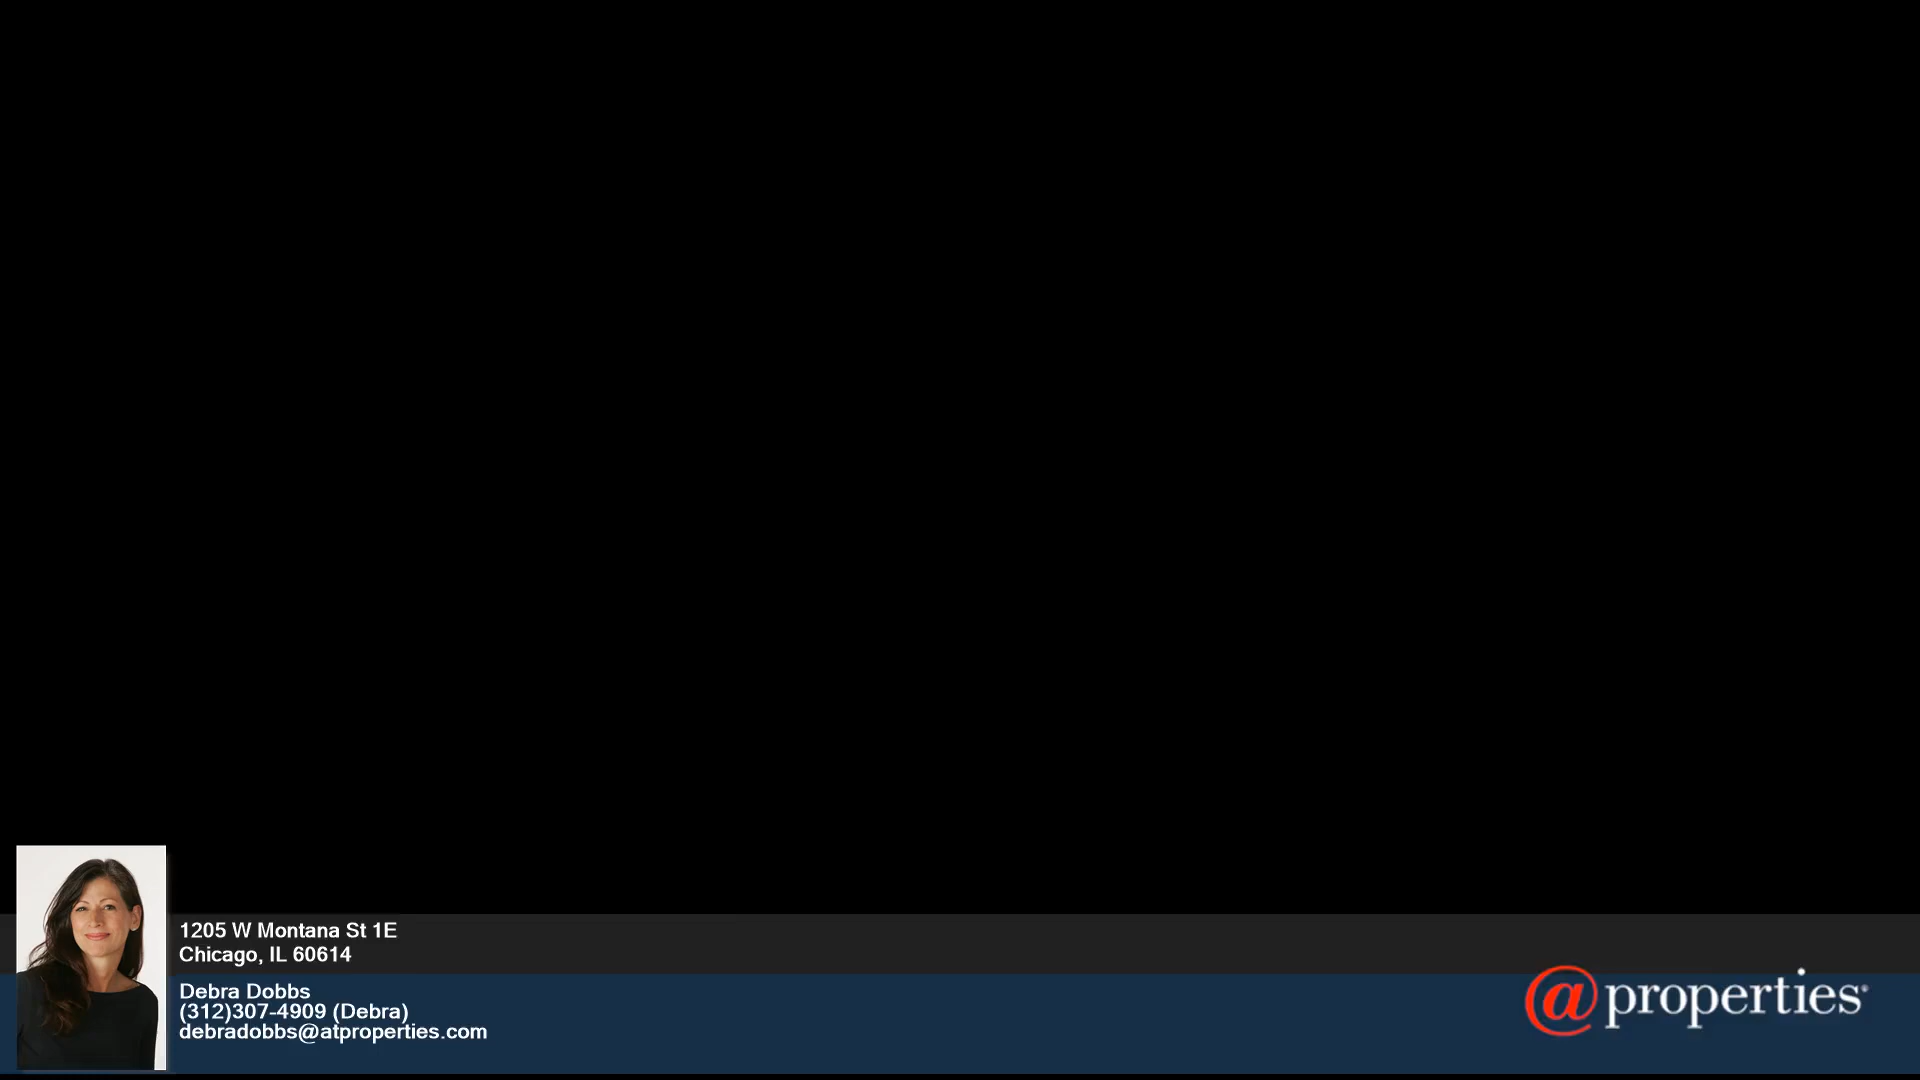 1205 W Montana St 1E
Chicago, IL 60614
Debra Dobbs
(312)307-4909 (Debra)
debradobbs@atproperties.com
@properties®